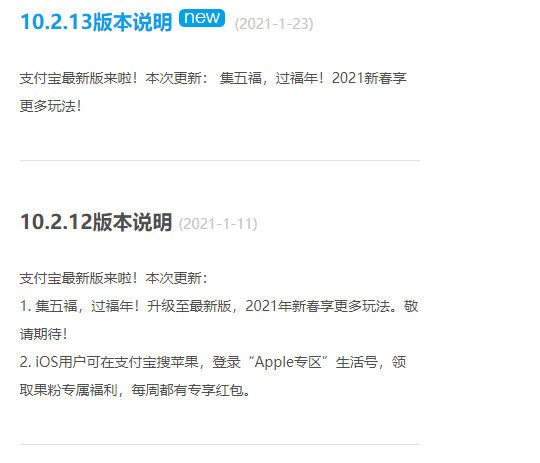 10.2.13版本说明 new (2021-1-23)
支付宝最新版来啦！本次更新： 集五福，过福年！2021新春享
更多玩法！
10.2.12版本说明 (2021-1-11)
支付宝最新版来啦！本次更新：
1. 集五福，过福年！升级至最新版，2021年新春享更多玩法。敬
请期待！
2. iOS用户可在支付宝搜苹果，登录“Apple专区”生活号，领
取果粉专属福利，每周都有专享红包。